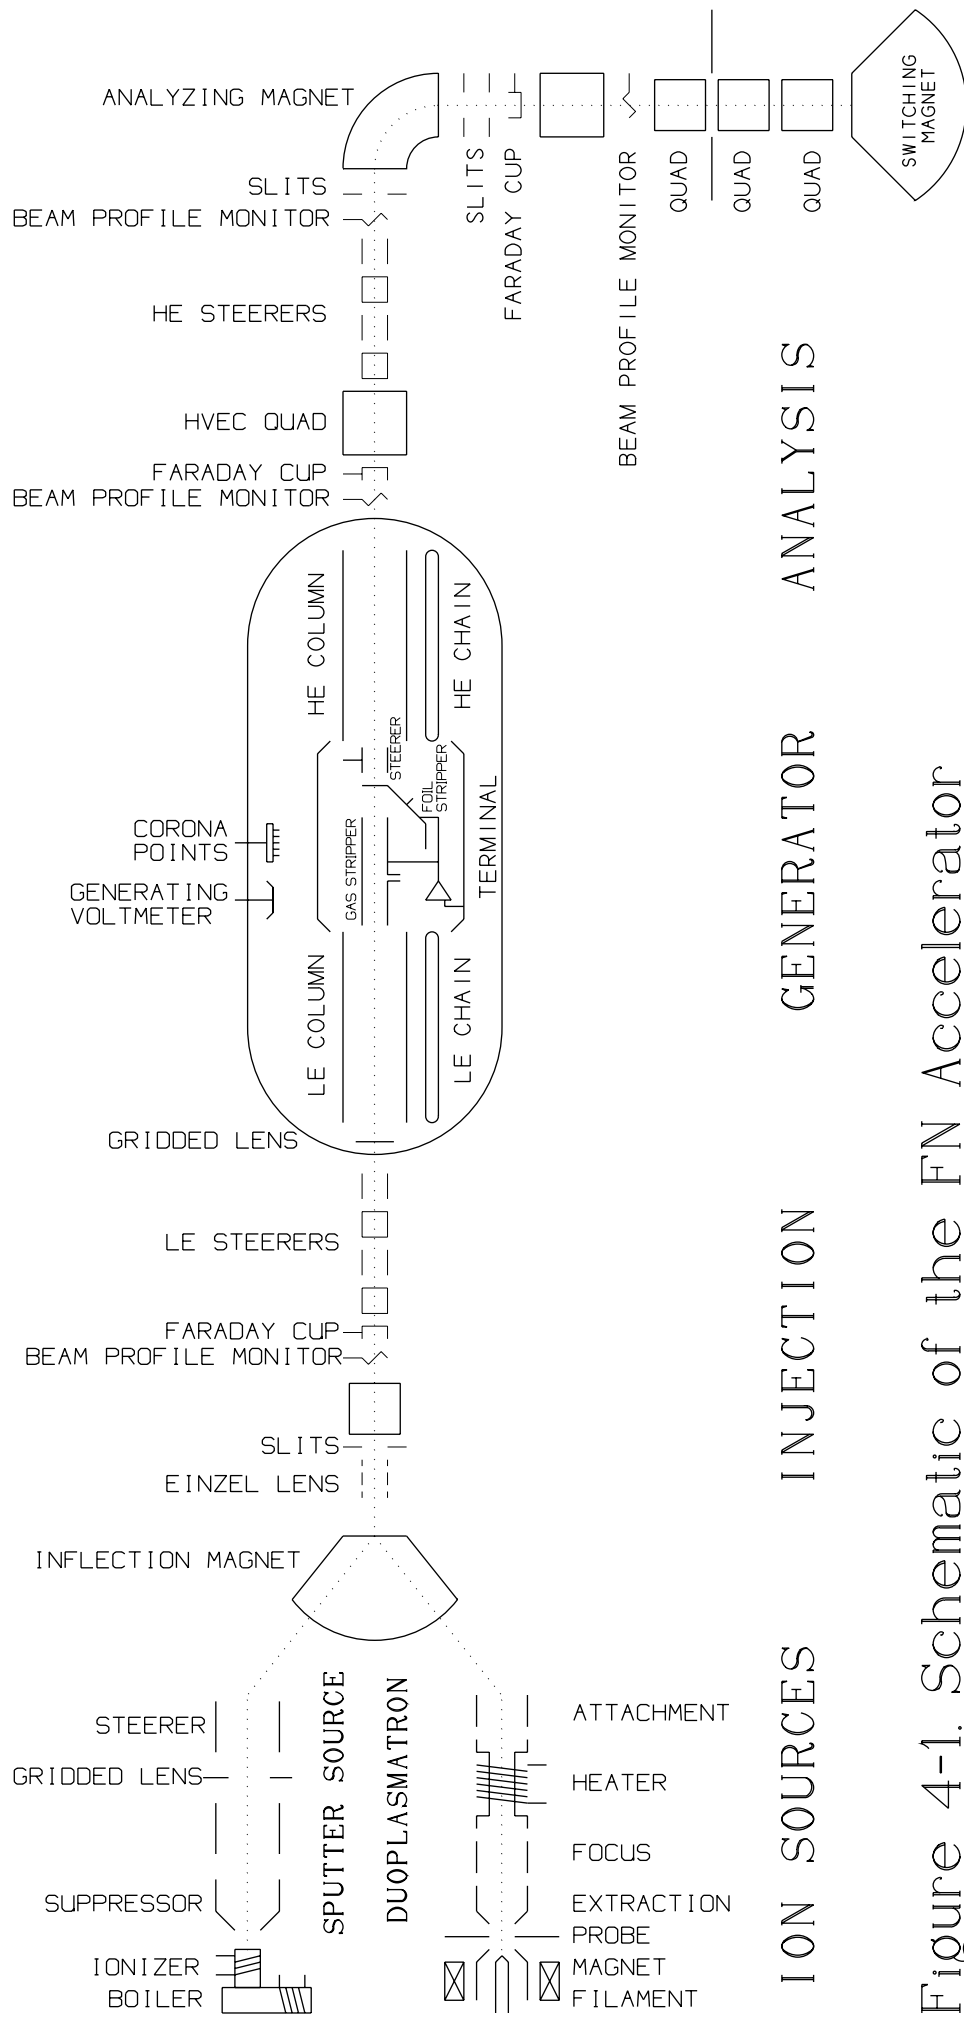 ANALYZING MAGNET
SLITS
BEAM PROFILE MONITOR
HE STEERERS
HVEC QUAD
FARADAY CUP
BEAM PROFILE MONITOR
SLITS
FARADAY CUP
BEAM PROFILE MONITOR
QUAD
QUAD
QUAD
SWITCHING
MAGNET
CORONA
POINTS
GENERATING
VOLTMETER
HE COLUMN
HE CHAIN
STEERER
FOIL
STRIPPER
GAS STRIPPER
TERMINAL
LE COLUMN
LE CHAIN
GRIDDED LENS
LE STEERERS
FARADAY CUP
BEAM PROFILE MONITOR
SLITS
EINZEL LENS
INFLECTION MAGNET
STEERER
GRIDDED LENS
SUPPRESSOR
IONIZER
BOILER
SPUTTER SOURCE
DUOPLASMATRON
ATTACHMENT
HEATER
FOCUS
EXTRACTION
PROBE
MAGNET
FILAMENT
ION SOURCES
INJECTION
GENERATOR
ANALYSIS
Figure 4-1. Schematic of the FN Accelerator